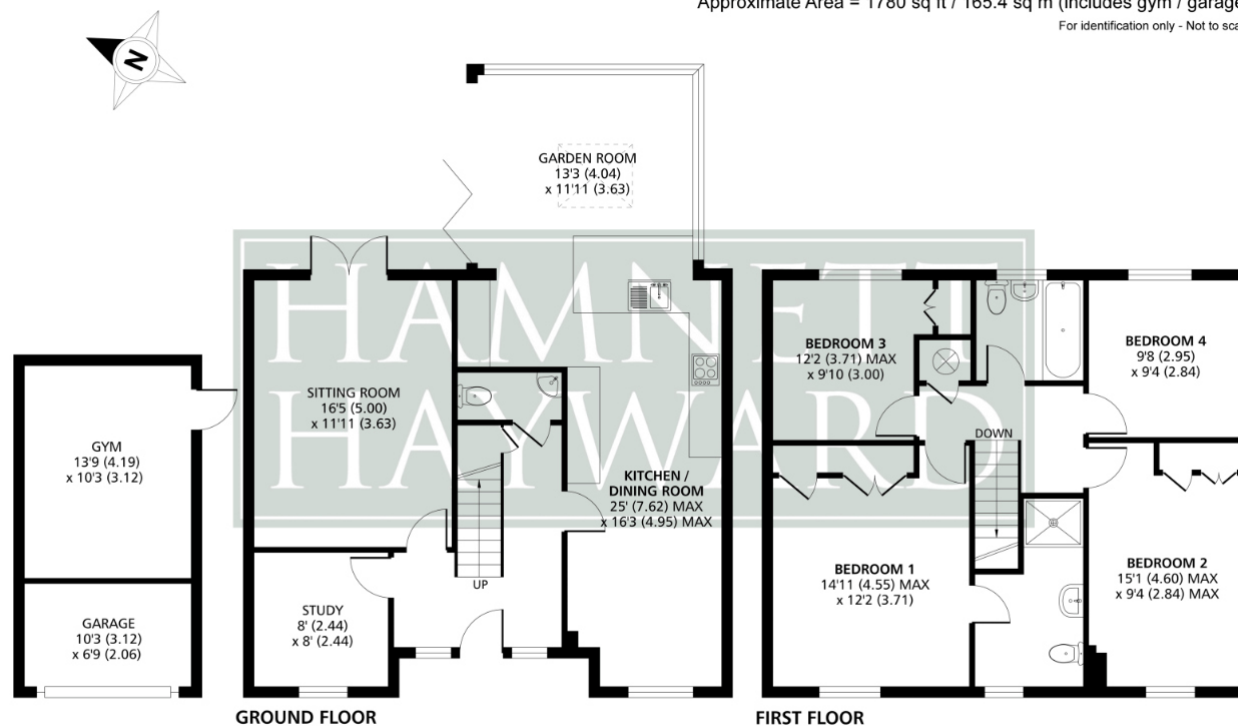 Approximate Area = 1780 sq ft / 165.4 sq m (includes gym / garage
For identification only - Not to sca
N
GARDEN ROOM
13'3 (4.04)
x 11'11 (3.63)
HAMNETT
HAYWARD
SITTING ROOM
16'5 (5.00)
x 11'11 (3.63)
GYM
13'9 (4.19)
x 10'3 (3.12)
GARAGE
10'3 (3.12)
x 6'9 (2.06)
STUDY
8' (2.44)
x 8' (2.44)
UP
KITCHEN /
DINING ROOM
25' (7.62) MAX
x 16'3 (4.95) MAX
GROUND FLOOR
BEDROOM 3
12'2 (3.71) MAX
x 9'10 (3.00)
BEDROOM 4
9'8 (2.95)
x 9'4 (2.84)
DOWN
BEDROOM 1
14'11 (4.55) MAX
x 12'2 (3.71)
BEDROOM 2
15'1 (4.60) MAX
x 9'4 (2.84) MAX
FIRST FLOOR